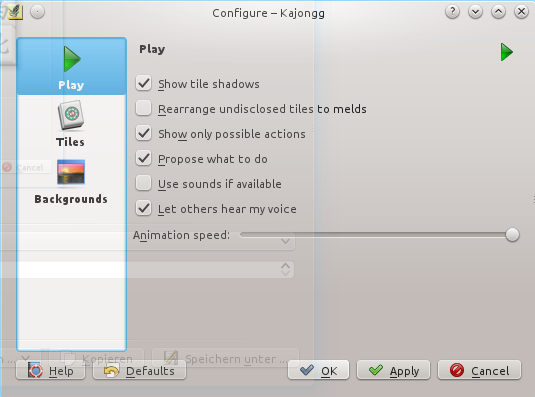 Configure – Kajongg
Play
Play
Show tile shadows
Rearrange undisclosed tiles to melds
Tiles
Show only possible actions
Propose what to do
Cancel
Use sounds if available
Backgrounds
Let others hear my voice
Animation speed:
Kopieren
Speichern unter ...
Help
Defaults
OK
Apply
Cancel